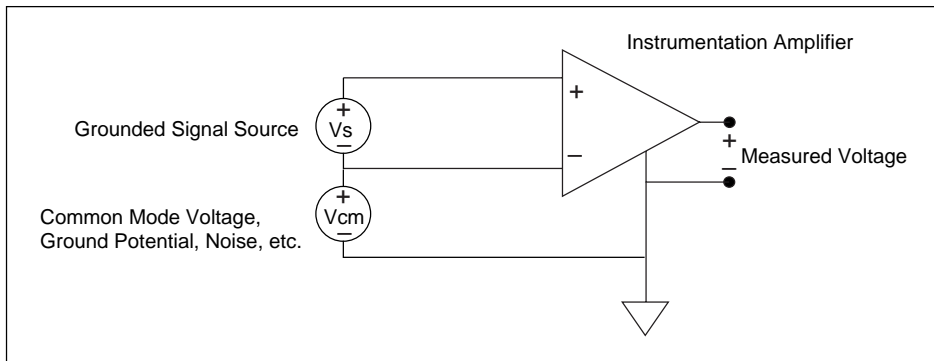 Instrumentation Amplifier
+
+
Grounded Signal Source
Vs
+
−
−
Measured Voltage
−
+
Common Mode Voltage,
Vcm
Ground Potential, Noise, etc.
−